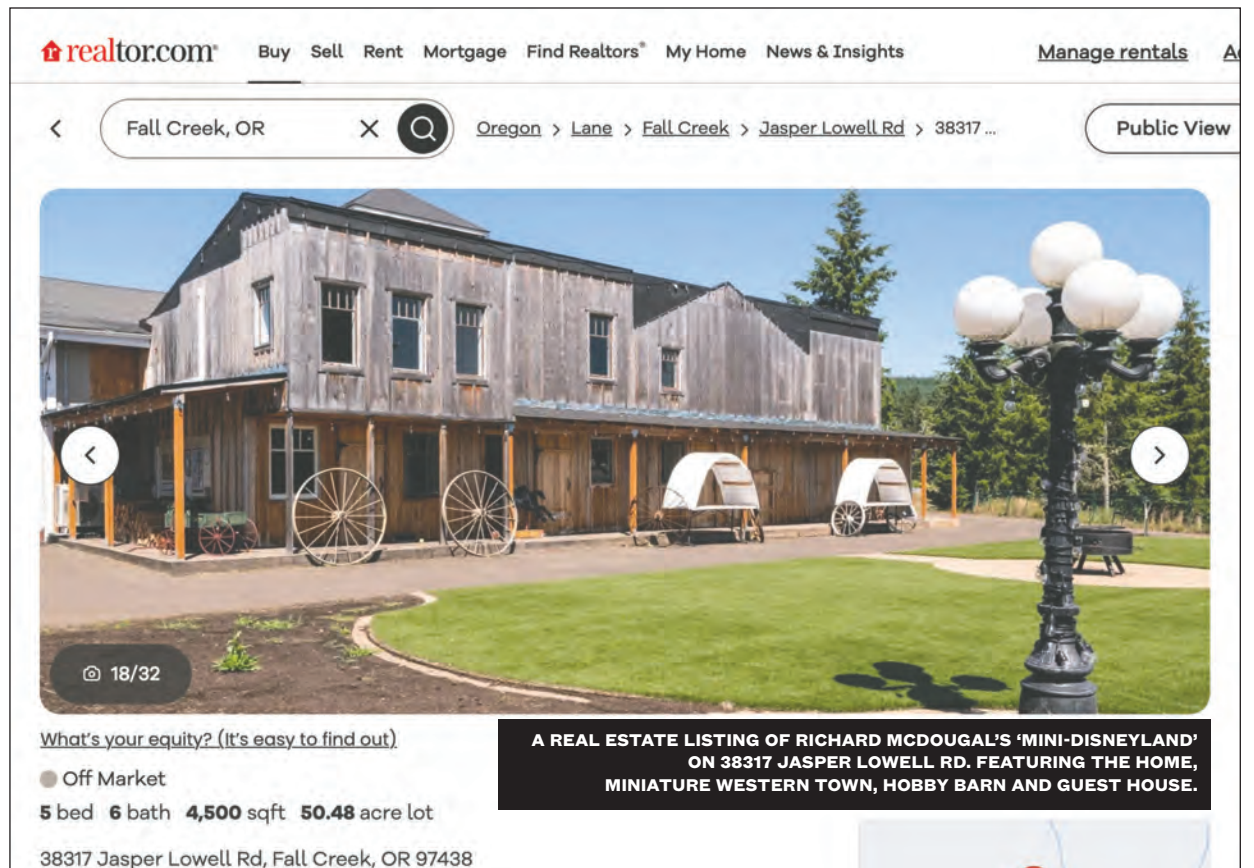 realtor.com® Buy Sell Rent Mortgage Find Realtors® My Home News & Insights Manage rentals
Fall Creek, OR Oregon > Lane > Fall Creek > Jasper Lowell Rd > 38317 ... Public View
18/32
What's your equity? (It's easy to find out)
A REAL ESTATE LISTING OF RICHARD MCDOUGAL'S 'MINI-DISNEYLAND'
ON 38317 JASPER LOWELL RD. FEATURING THE HOME,
MINIATURE WESTERN TOWN, HOBBY BARN AND GUEST HOUSE.
Off Market
5 bed 6 bath 4,500 sqft 50.48 acre lot
38317 Jasper Lowell Rd, Fall Creek, OR 97438